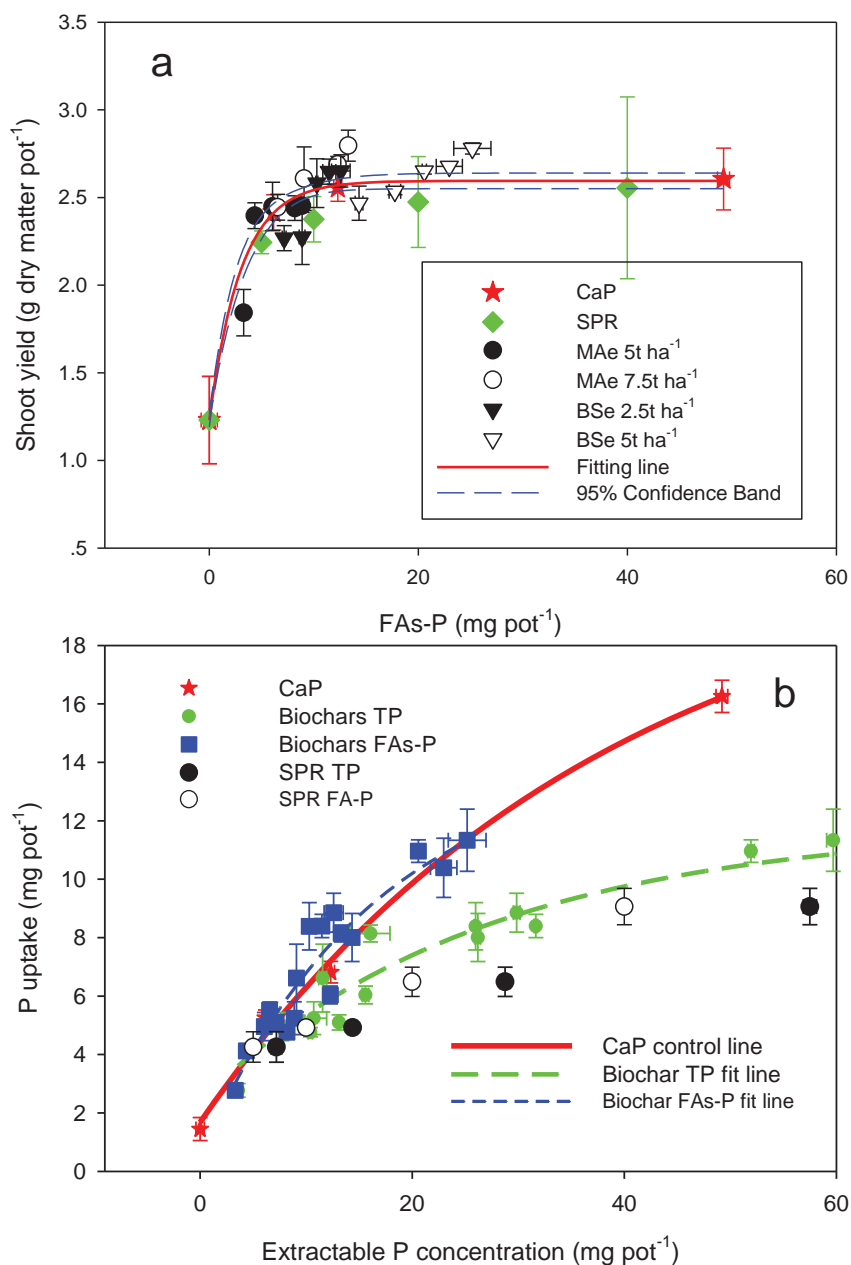 a
3.5
3.0
2.5
2.0
1.5
1.0
.5
Shoot yield (g dry matter pot⁻¹)
CaP
SPR
MAe 5t ha⁻¹
MAe 7.5t ha⁻¹
BSe 2.5t ha⁻¹
BSe 5t ha⁻¹
Fitting line
95% Confidence Band
0 20 40 60
FAs-P (mg pot⁻¹)
b
18
16
14
12
10
8
6
4
2
0
P uptake (mg pot⁻¹)
CaP
Biochars TP
Biochars FAs-P
SPR TP
SPR FA-P
CaP control line
Biochar TP fit line
Biochar FAs-P fit line
0 20 40 60
Extractable P concentration (mg pot⁻¹)